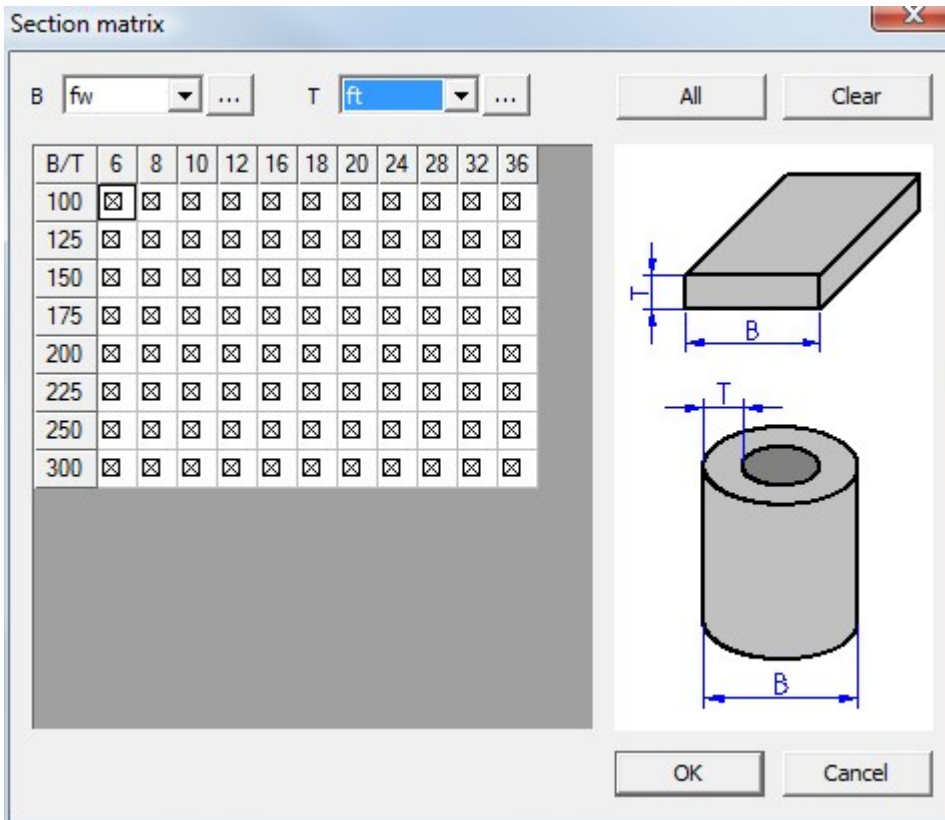 Section matrix
B fw ... T ft ... All Clear
B/T 6 8 10 12 16 18 20 24 28 32 36
100
125
150
175
200
225
250
300
T
B
T
B
OK Cancel